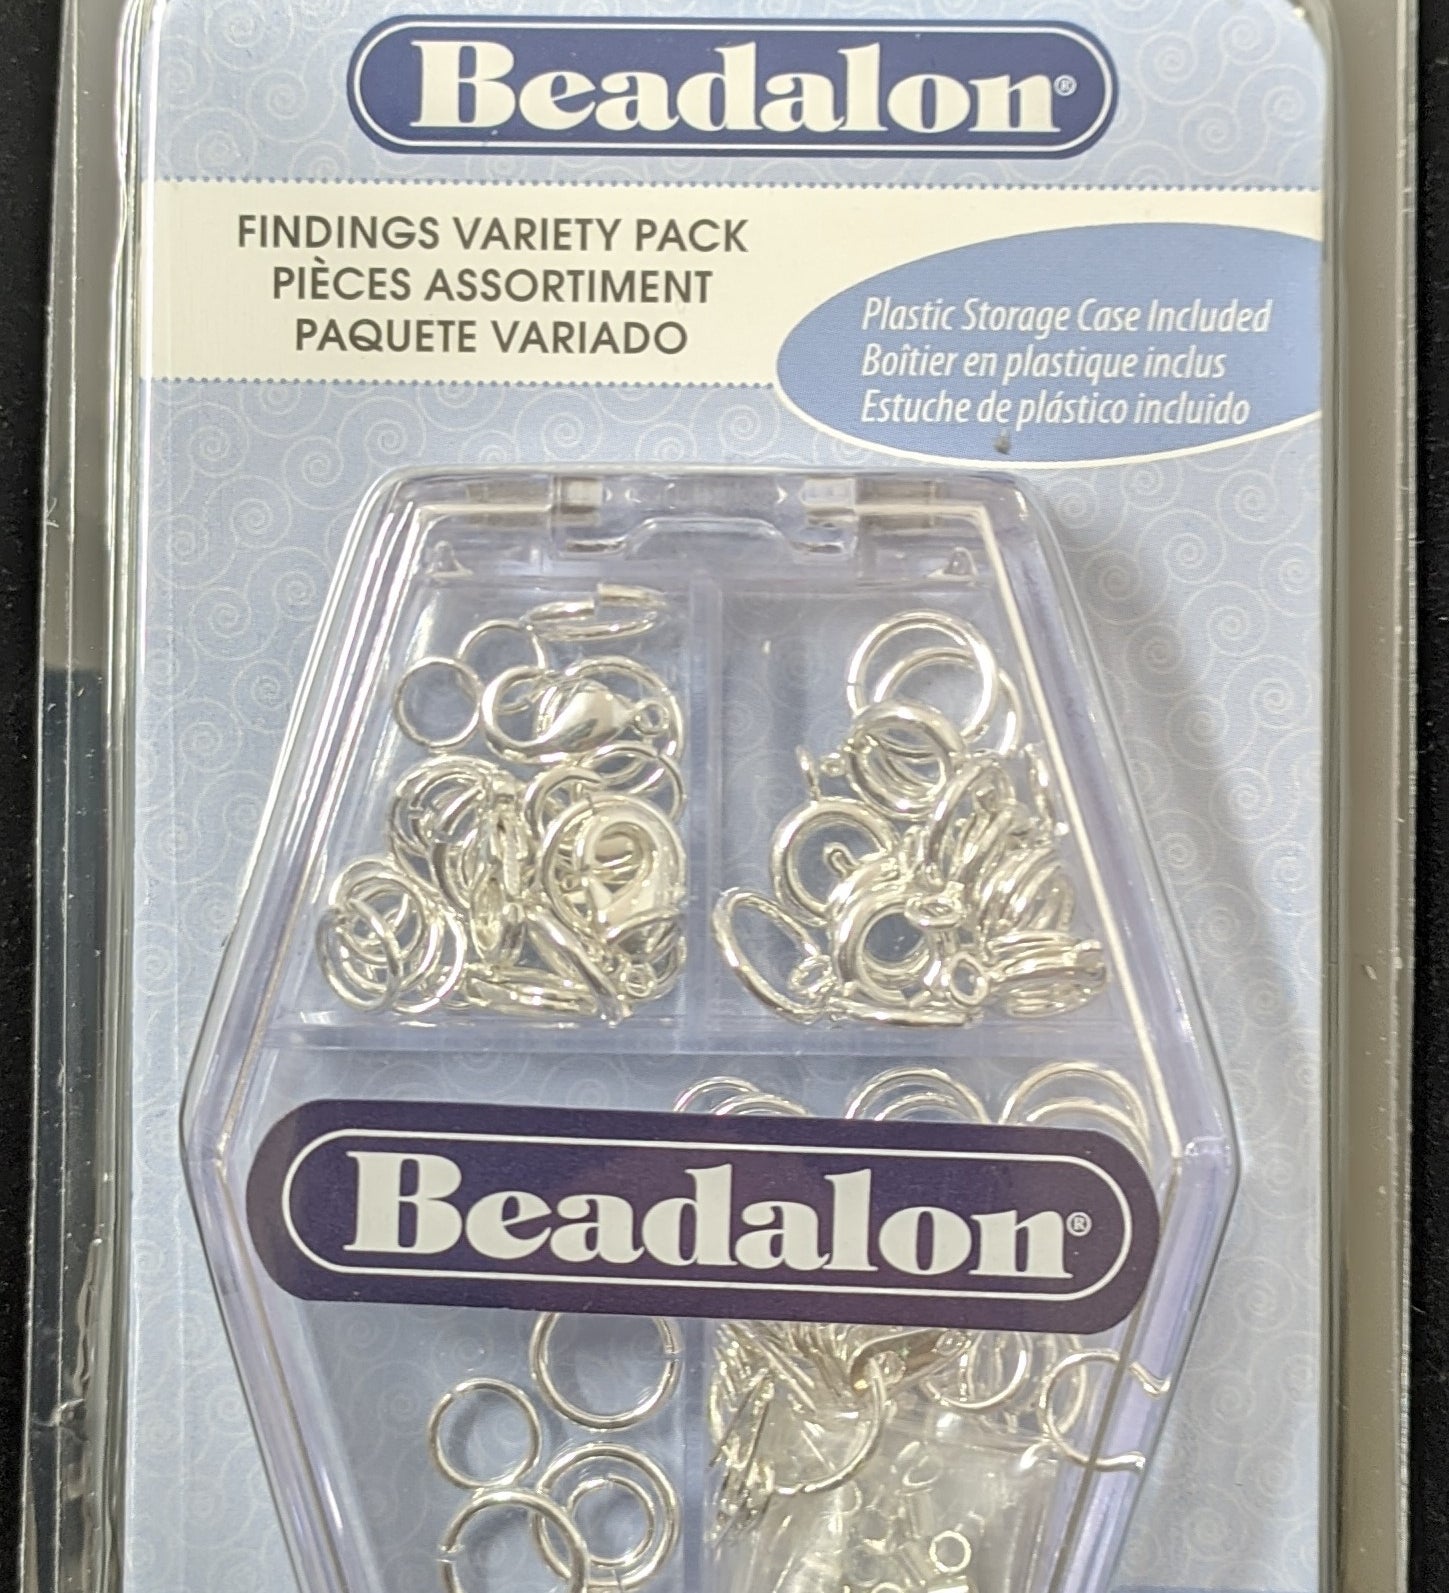 Beadalon®
FINDINGS VARIETY PACK
PIÈCES ASSORTIMENT
PAQUETE VARIADO
Plastic Storage Case Included
Boîtier en plastique inclus
Estuche de plástico incluido
Beadalon®